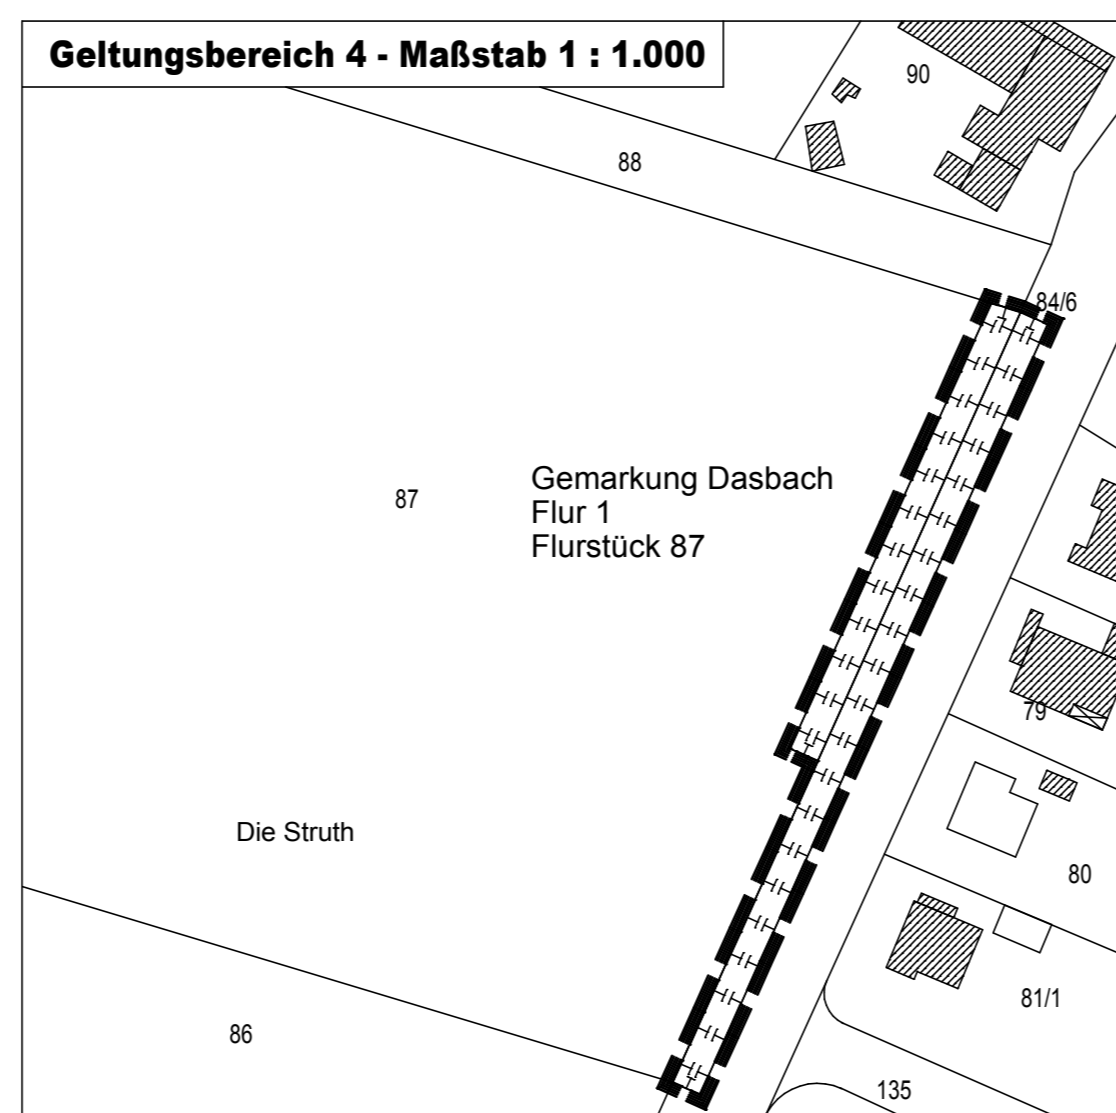 Geltungsbereich 4 - Maßstab 1 : 1.000
90
88
84/6
87
Gemarkung Dasbach
Flur 1
Flurstück 87
79
Die Struth
80
81/1
86
135